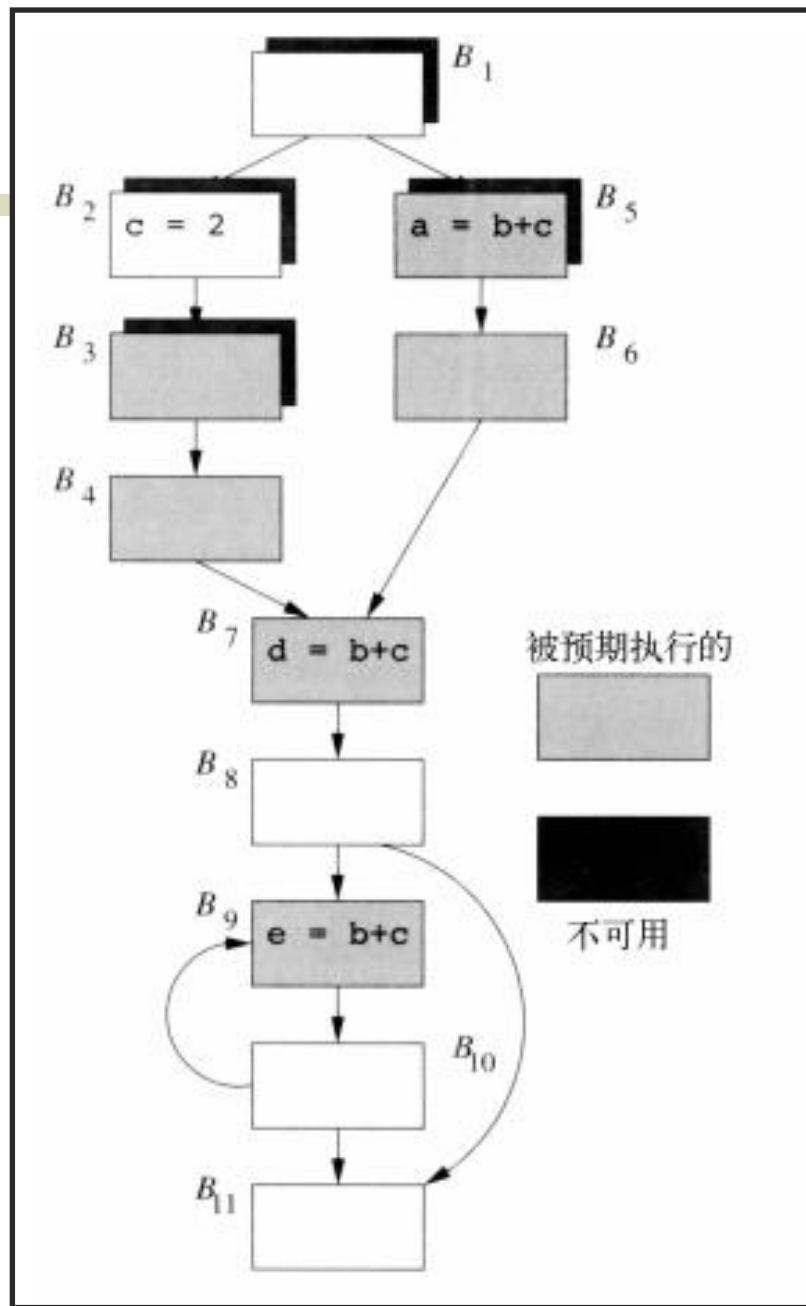 B1
B2
c = 2
B5
a = b+c
B3
B6
B4
B7
d = b+c
被预期执行的
B8
B9
e = b+c
不可用
B10
B11